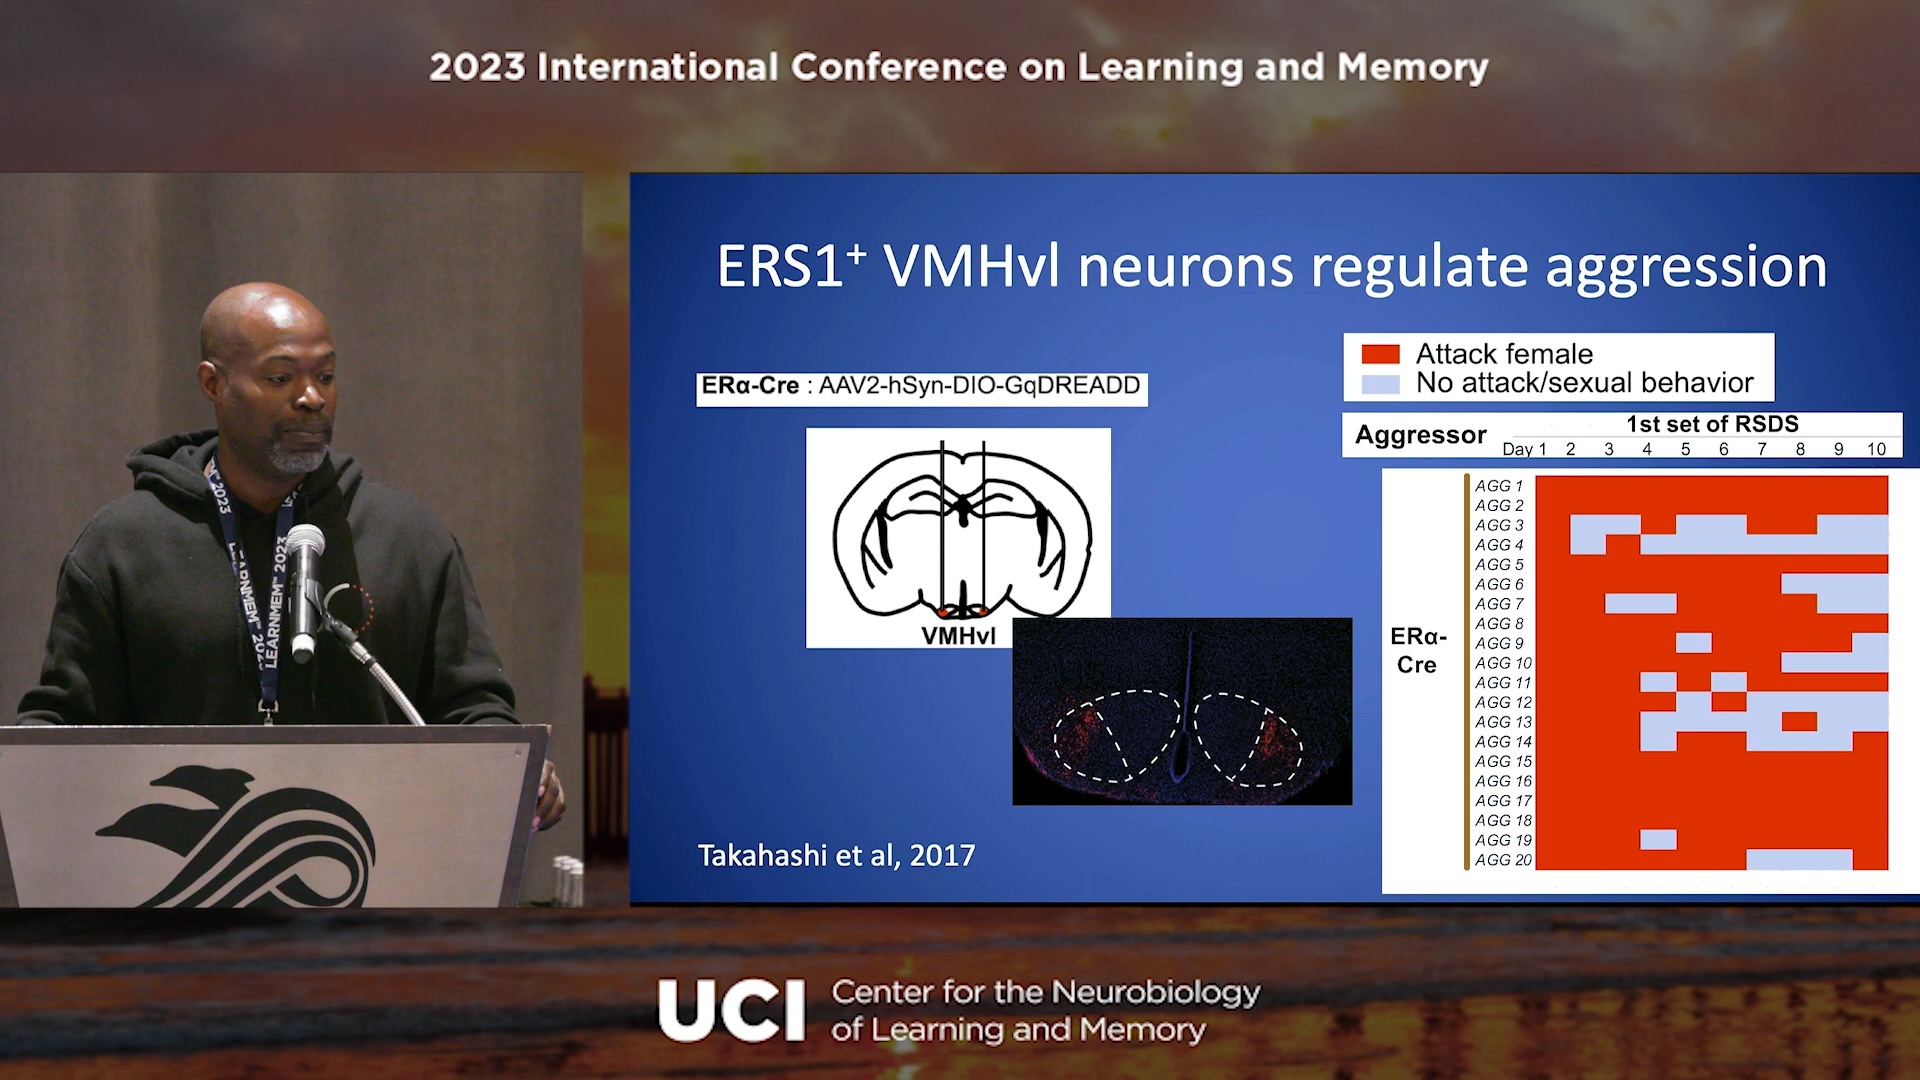 2023 International Conference on Learning and Memory
ERS1+ VMHvl neurons regulate aggression
ERα-Cre : AAV2-hSyn-DIO-GqDREADD
VMHvl
Takahashi et al, 2017
Attack female
No attack/sexual behavior
Aggressor
1st set of RSDS
Day 1 2 3 4 5 6 7 8 9 10
ERα-
Cre
AGG 1
AGG 2
AGG 3
AGG 4
AGG 5
AGG 6
AGG 7
AGG 8
AGG 9
AGG 10
AGG 11
AGG 12
AGG 13
AGG 14
AGG 15
AGG 16
AGG 17
AGG 18
AGG 19
AGG 20
2023
LEARNMEM™ 2023
UCI
Center for the Neurobiology
of Learning and Memory